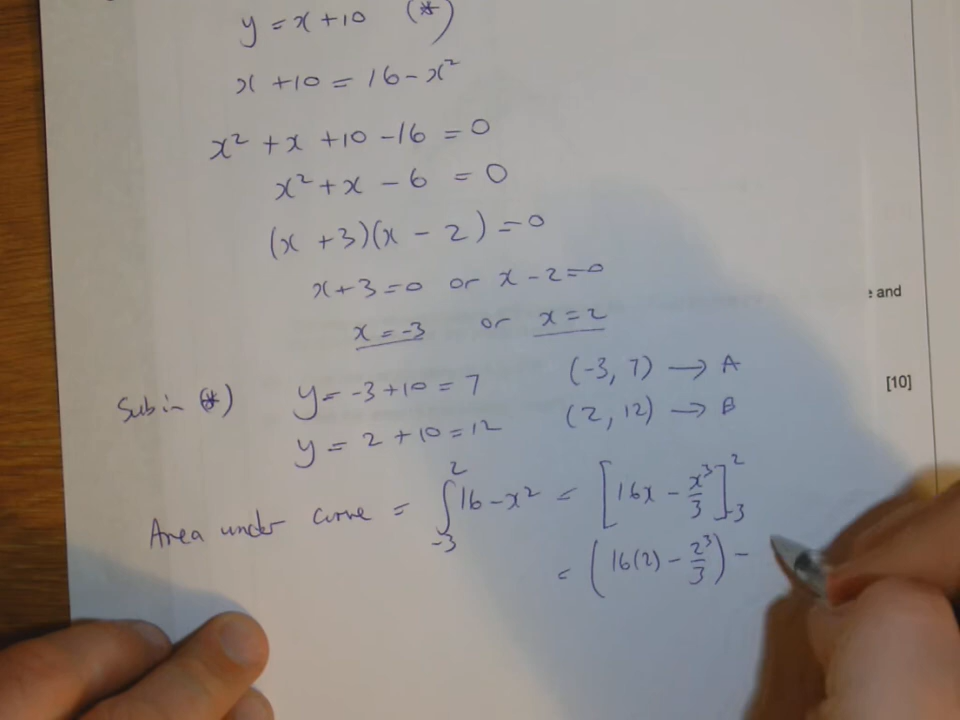 y = x + 10 (*)
x + 10 = 16 - x²
x² + x + 10 - 16 = 0
x² + x - 6 = 0
(x + 3)(x - 2) = 0
x + 3 = 0 or x - 2 = 0
and
x = -3 or x = 2
Sub in (*) y = -3 + 10 = 7 (-3, 7) → A
[10]
y = 2 + 10 = 12 (2, 12) → B
Area under curve = ∫₋₃² 16 - x² = [16x - x³/3]₋₃²
= (16(2) - 2³/3) -